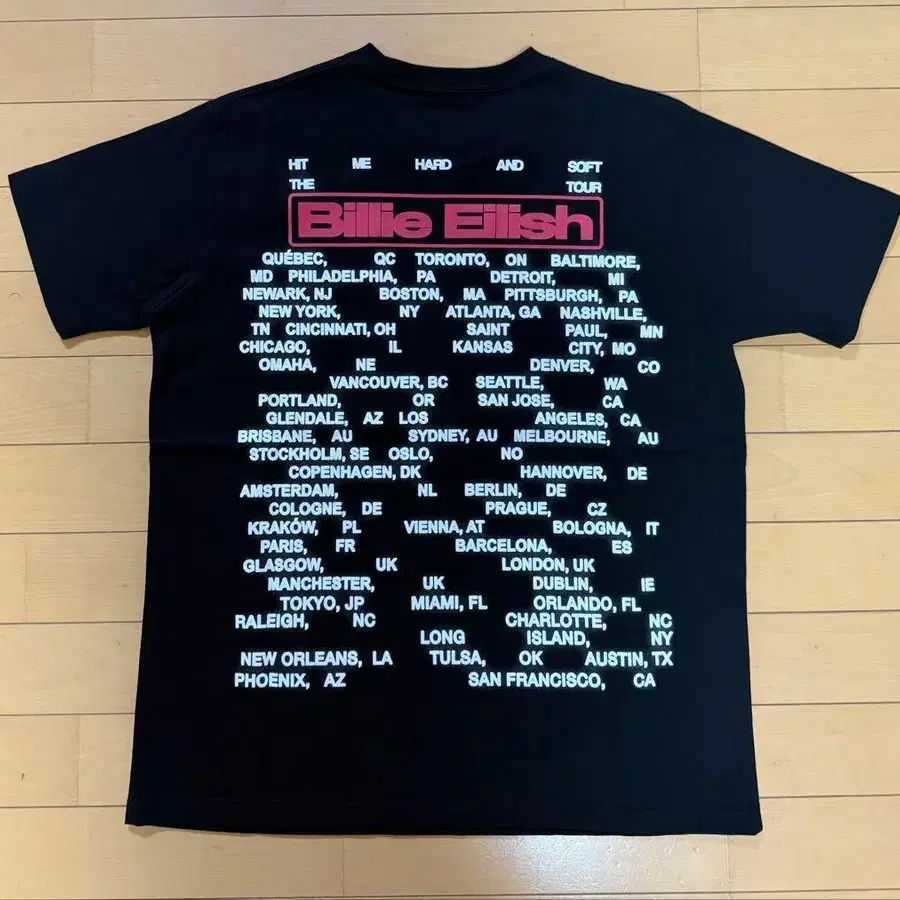 HIT ME HARD AND SOFT
THE TOUR
Billie Eilish
QUÉBEC, QC TORONTO, ON BALTIMORE,
MD PHILADELPHIA, PA DETROIT, MI
NEWARK, NJ BOSTON, MA PITTSBURGH, PA
NEW YORK, NY ATLANTA, GA NASHVILLE,
TN CINCINNATI, OH SAINT PAUL, MN
CHICAGO, IL KANSAS CITY, MO
OMAHA, NE DENVER, CO
VANCOUVER, BC SEATTLE, WA
PORTLAND, OR SAN JOSE, CA
GLENDALE, AZ LOS ANGELES, CA
BRISBANE, AU SYDNEY, AU MELBOURNE, AU
STOCKHOLM, SE OSLO, NO
COPENHAGEN, DK HANNOVER, DE
AMSTERDAM, NL BERLIN, DE
COLOGNE, DE PRAGUE, CZ
KRAKÓW, PL VIENNA, AT BOLOGNA, IT
PARIS, FR BARCELONA, ES
GLASGOW, UK LONDON, UK
MANCHESTER, UK DUBLIN, IE
TOKYO, JP MIAMI, FL ORLANDO, FL
RALEIGH, NC CHARLOTTE, NC
LONG ISLAND, NY
NEW ORLEANS, LA TULSA, OK AUSTIN, TX
PHOENIX, AZ SAN FRANCISCO, CA